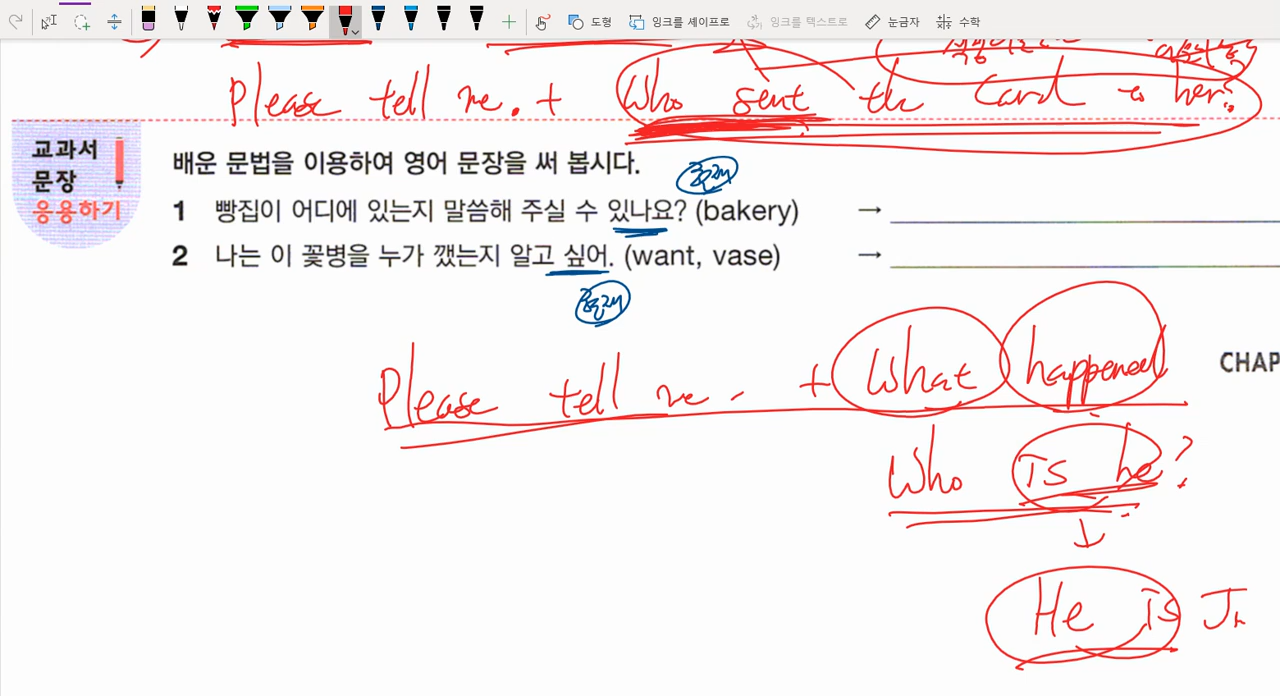 도형
잉크를 셰이프로
잉크를 텍스트로
눈금자
수학
Please tell me. + Who sent the Card to her?
교과서
문장
응용하기
배운 문법을 이용하여 영어 문장을 써 봅시다.
현재
1 빵집이 어디에 있는지 말씀해 주실 수 있나요? (bakery) →
2 나는 이 꽃병을 누가 깼는지 알고 싶어. (want, vase) →
현재
CHAP
Please tell me. + What happened
Who is he?
He is J